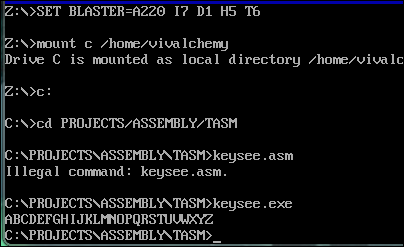 Z:\>SET BLASTER=A220 I7 D1 H5 T6
Z:\>mount c /home/vivalchemy
Drive C is mounted as local directory /home/vivalc
Z:\>c:
C:\>cd PROJECTS/ASSEMBLY/TASM
C:\PROJECTS\ASSEMBLY\TASM>keysee.asm
Illegal command: keysee.asm.
C:\PROJECTS\ASSEMBLY\TASM>keysee.exe
ABCDEFGHIJKLMNOPQRSTUVWXYZ
C:\PROJECTS\ASSEMBLY\TASM>_